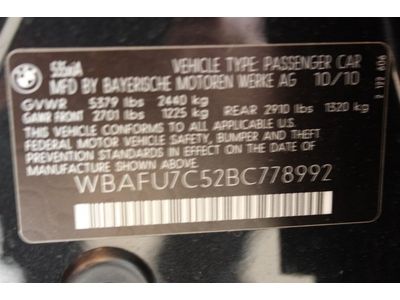 535xiA
VEHICLE TYPE: PASSENGER CAR
MFD BY BAYERISCHE MOTOREN WERKE AG 10/10
GVWR 5379 lbs 2440 kg
GAWR FRONT 2701 lbs 1225 kg REAR 2910 lbs 1320 kg
THIS VEHICLE CONFORMS TO ALL APPLICABLE
FEDERAL MOTOR VEHICLE SAFETY, BUMPER AND THEFT
PREVENTION STANDARDS IN EFFECT ON THE DATE OF
MANUFACTURE SHOWN ABOVE.
WBAFU7C52BC778992